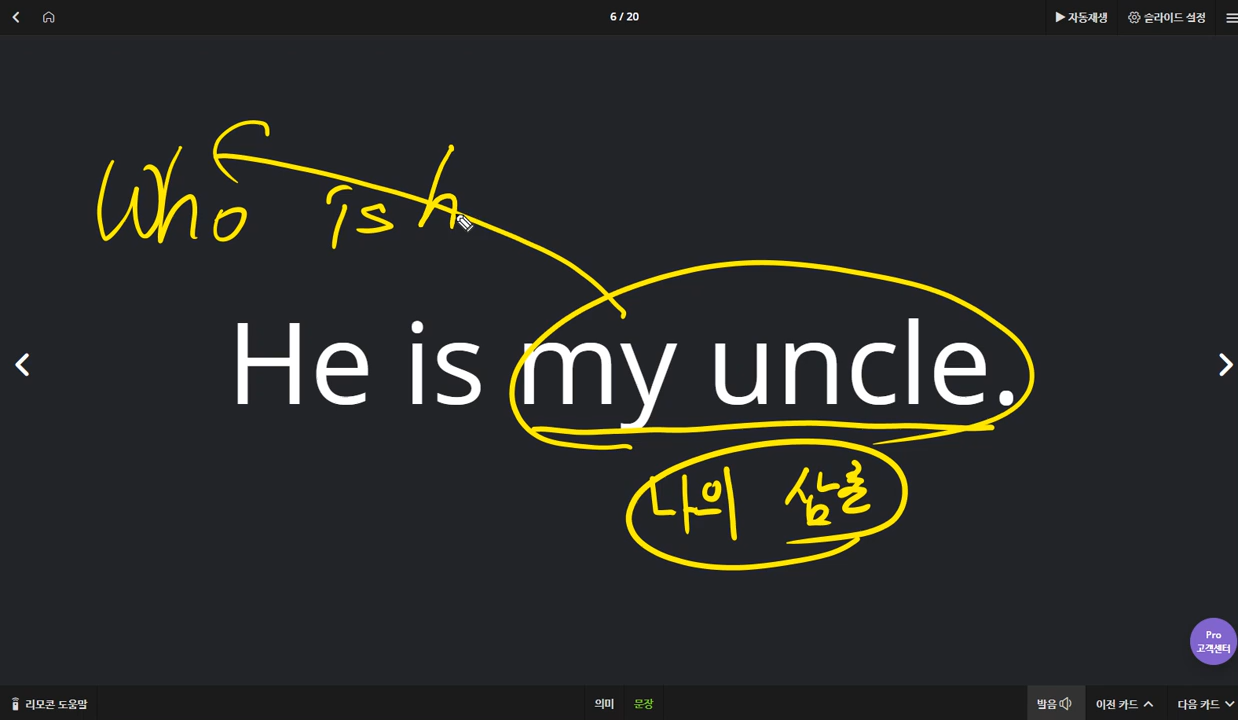 6 / 20
자동재생
슬라이드 설정
Who is h
He is my uncle.
나의 삼촌
Pro
고객센터
리모콘 도움말
의미
문장
발음
이전 카드
다음 카드